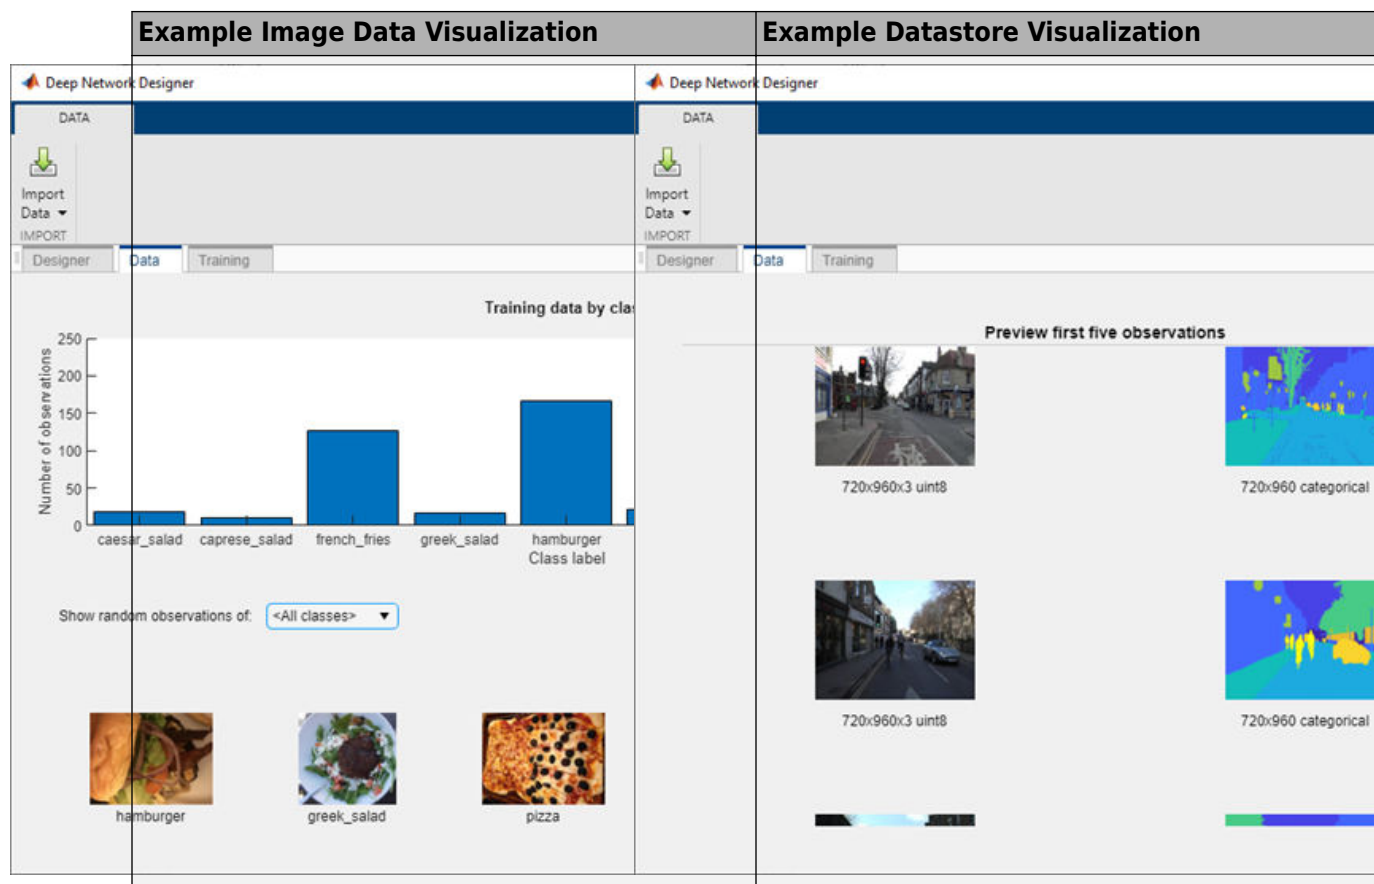 Example Image Data Visualization
Example Datastore Visualization
Deep Network Designer
DATA
Import
Data
IMPORT
Designer
Data
Training
Training data by cla
250
200
150
100
50
0
Number of observations
caesar_salad
caprese_salad
french_fries
greek_salad
hamburger
Class label
Show random observations of:
<All classes>
hamburger
greek_salad
pizza
Deep Network Designer
DATA
Import
Data
IMPORT
Designer
Data
Training
Preview first five observations
720x960x3 uint8
720x960 categorical
720x960x3 uint8
720x960 categorical